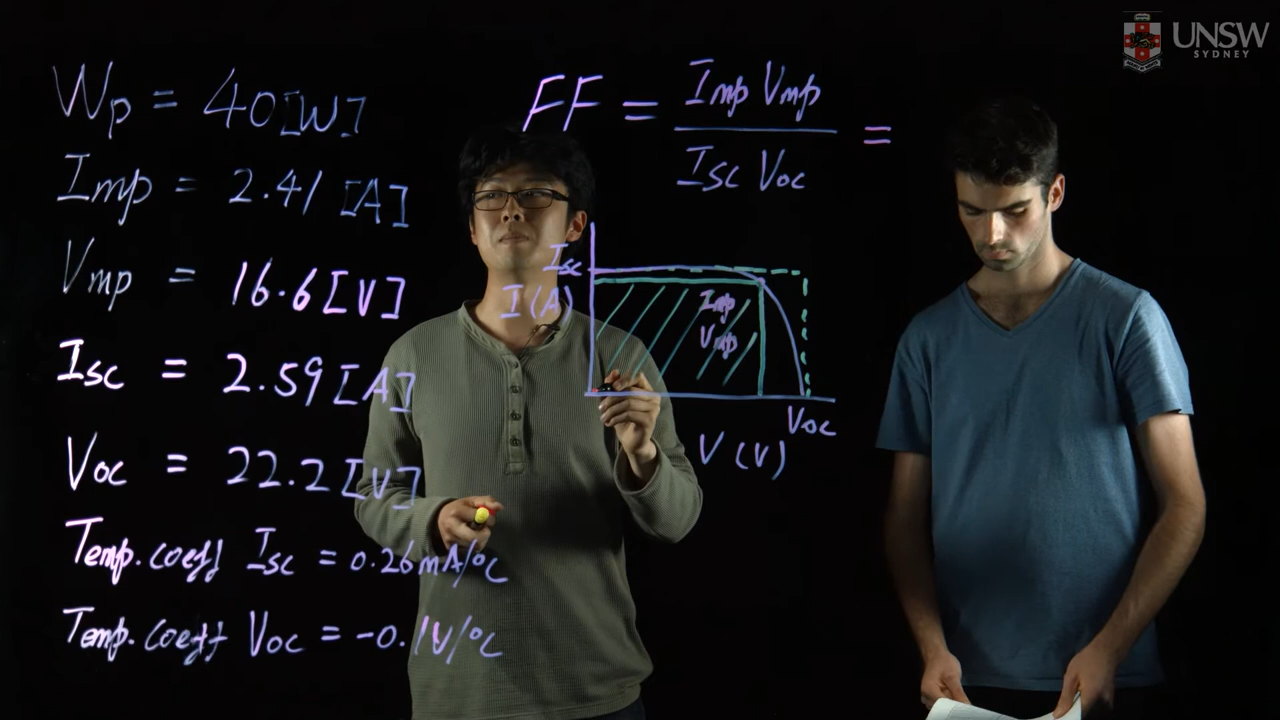 UNSW
SYDNEY
Wp = 40[W]
Imp = 2.41 [A]
Vmp = 16.6[V]
Isc = 2.59[A]
Voc = 22.2[V]
Temp. coeff Isc = 0.26mA/°C
Temp. coeff Voc = -0.1V/°C
FF = Imp Vmp / Isc Voc =
Isc
I(A)
Imp
Vmp
Voc
V(V)